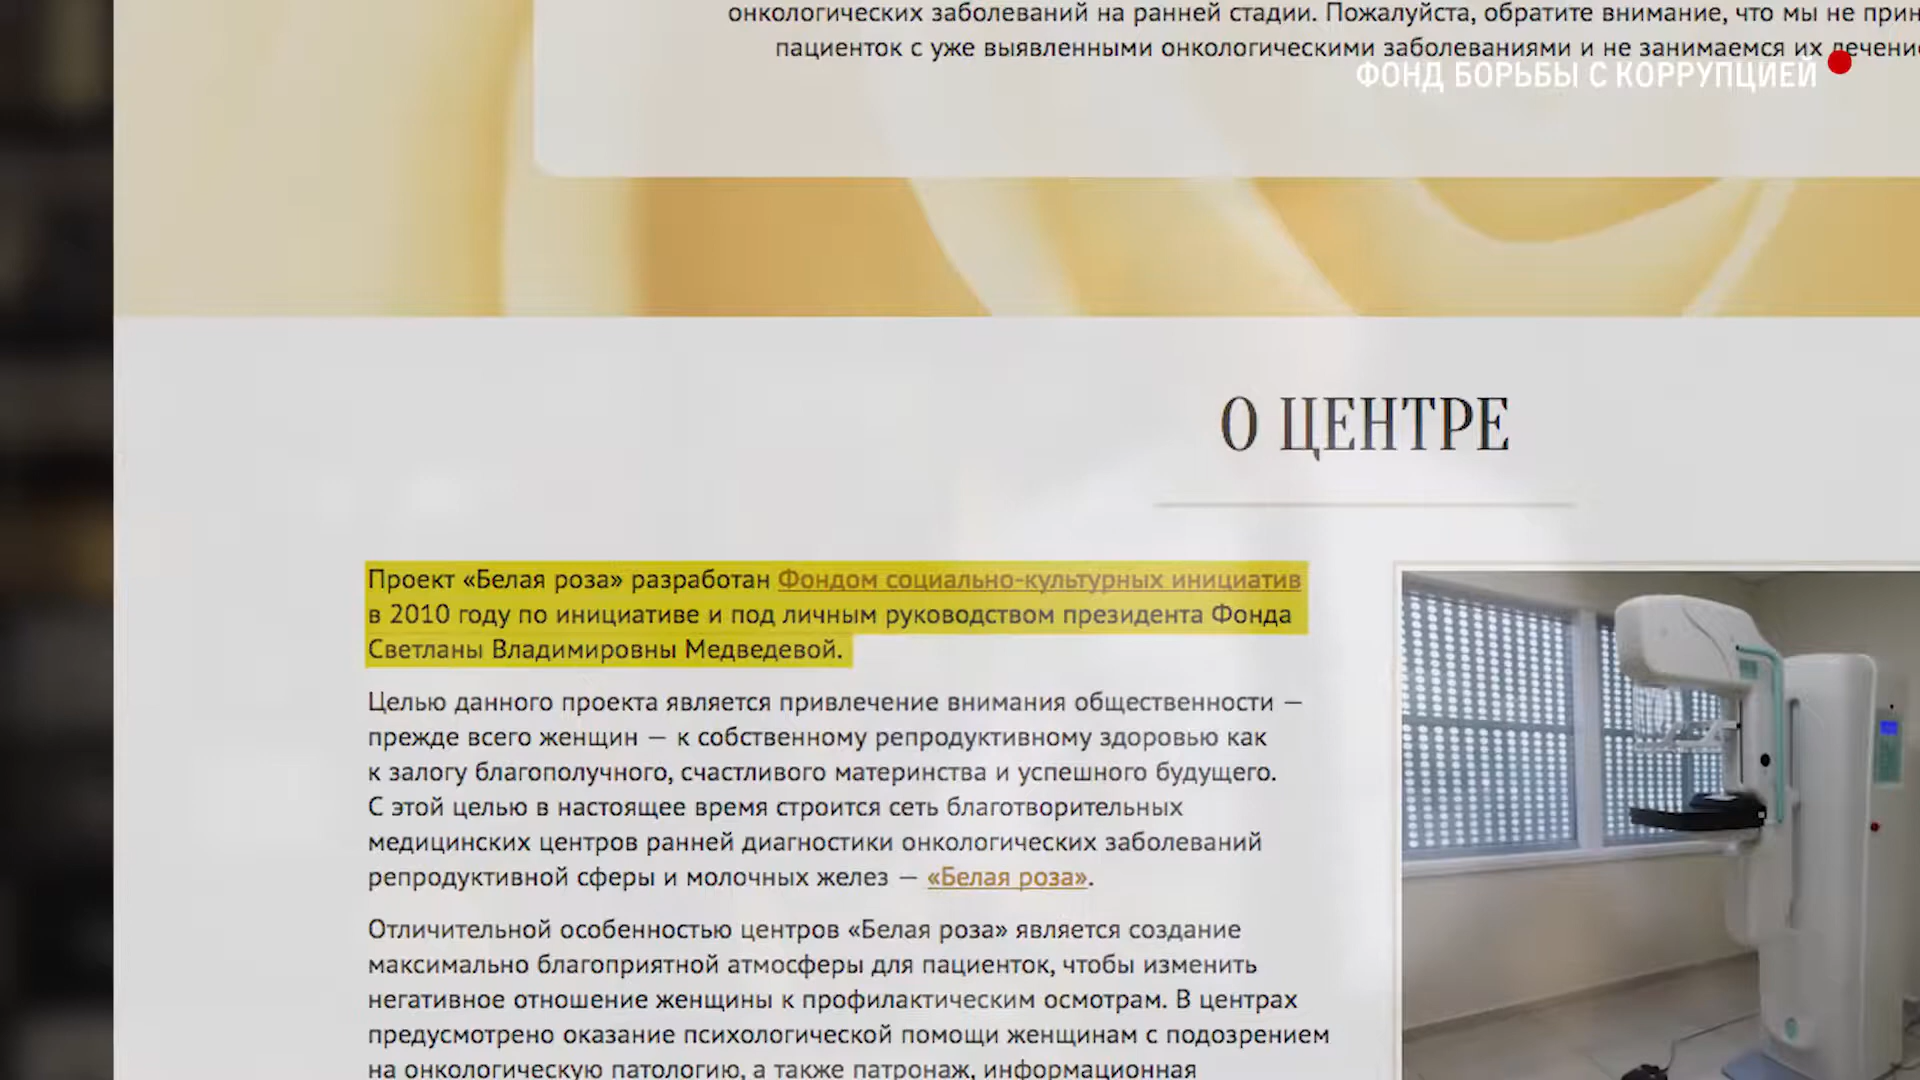 онкологических заболеваний на ранней стадии. Пожалуйста, обратите внимание, что мы не
пациенток с уже выявленными онкологическими заболеваниями и не занимаемся их
ФОНД БОРЬБЫ С КОРРУПЦИЕЙ
О ЦЕНТРЕ
Проект «Белая роза» разработан Фондом социально-культурных инициатив
в 2010 году по инициативе и под личным руководством президента Фонда
Светланы Владимировны Медведевой.
Целью данного проекта является привлечение внимания общественности —
прежде всего женщин — к собственному репродуктивному здоровью как
к залогу благополучного, счастливого материнства и успешного будущего.
С этой целью в настоящее время строится сеть благотворительных
медицинских центров ранней диагностики онкологических заболеваний
репродуктивной сферы и молочных желез — «Белая роза».
Отличительной особенностью центров «Белая роза» является создание
максимально благоприятной атмосферы для пациенток, чтобы изменить
негативное отношение женщины к профилактическим осмотрам. В центрах
предусмотрено оказание психологической помощи женщинам с подозрением
на онкологическую патологию, а также патронаж, информационная